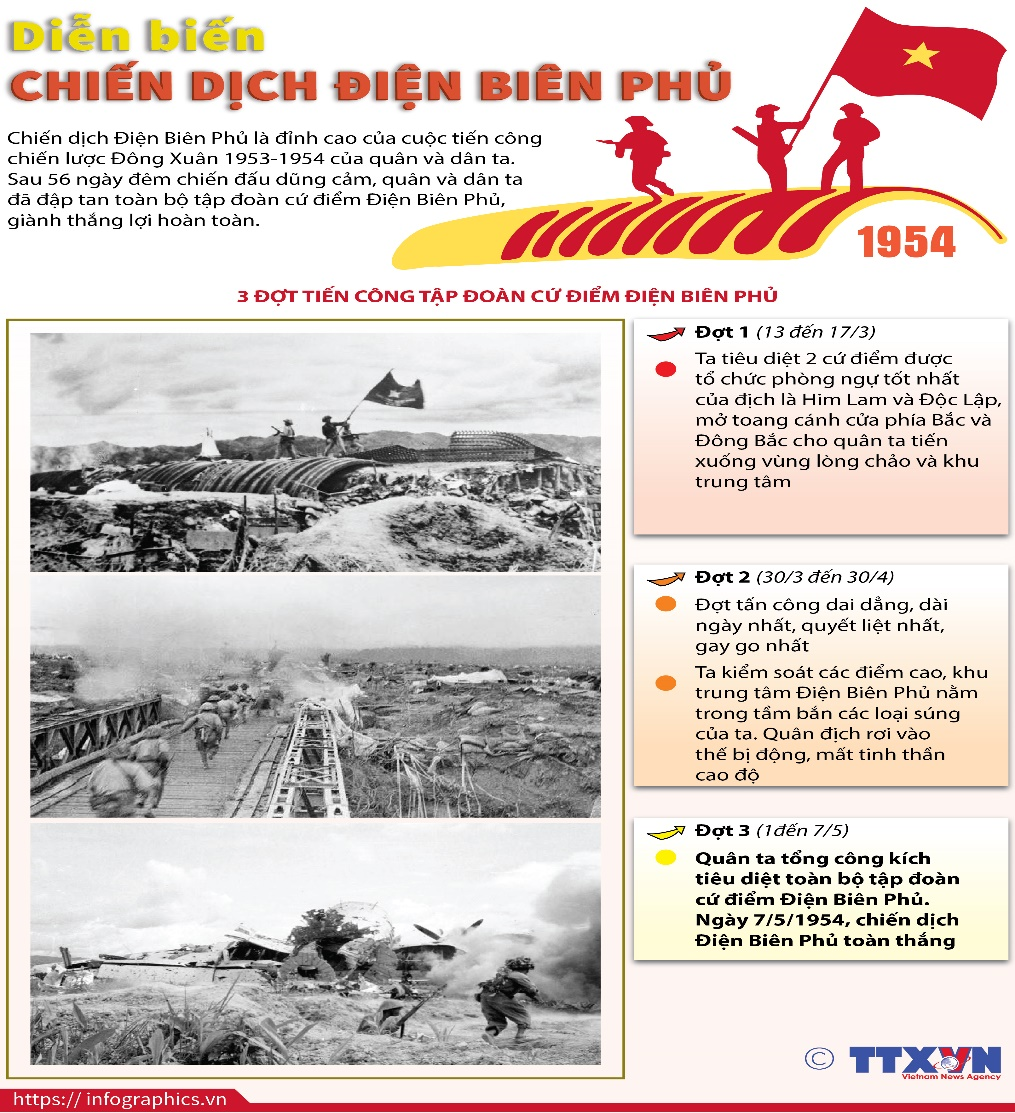 Diễn biến
CHIẾN DỊCH ĐIỆN BIÊN PHỦ
Chiến dịch Điện Biên Phủ là đỉnh cao của cuộc tiến công
chiến lược Đông Xuân 1953-1954 của quân và dân ta.
Sau 56 ngày đêm chiến đấu dũng cảm, quân và dân ta
đã đập tan toàn bộ tập đoàn cứ điểm Điện Biên Phủ,
giành thắng lợi hoàn toàn.
1954
3 ĐỢT TIẾN CÔNG TẬP ĐOÀN CỨ ĐIỂM ĐIỆN BIÊN PHỦ
Đợt 1 (13 đến 17/3)
Ta tiêu diệt 2 cứ điểm được
tổ chức phòng ngự tốt nhất
của địch là Him Lam và Độc Lập,
mở toang cánh cửa phía Bắc và
Đông Bắc cho quân ta tiến
xuống vùng lòng chảo và khu
trung tâm
Đợt 2 (30/3 đến 30/4)
Đợt tấn công dai dẳng, dài
ngày nhất, quyết liệt nhất,
gay go nhất
Ta kiểm soát các điểm cao, khu
trung tâm Điện Biên Phủ nằm
trong tầm bắn các loại súng
của ta. Quân địch rơi vào
thế bị động, mất tinh thần
cao độ
Đợt 3 (1đến 7/5)
Quân ta tổng công kích
tiêu diệt toàn bộ tập đoàn
cứ điểm Điện Biên Phủ.
Ngày 7/5/1954, chiến dịch
Điện Biên Phủ toàn thắng
© TTXVN
Vietnam News Agency
https:// infographics.vn